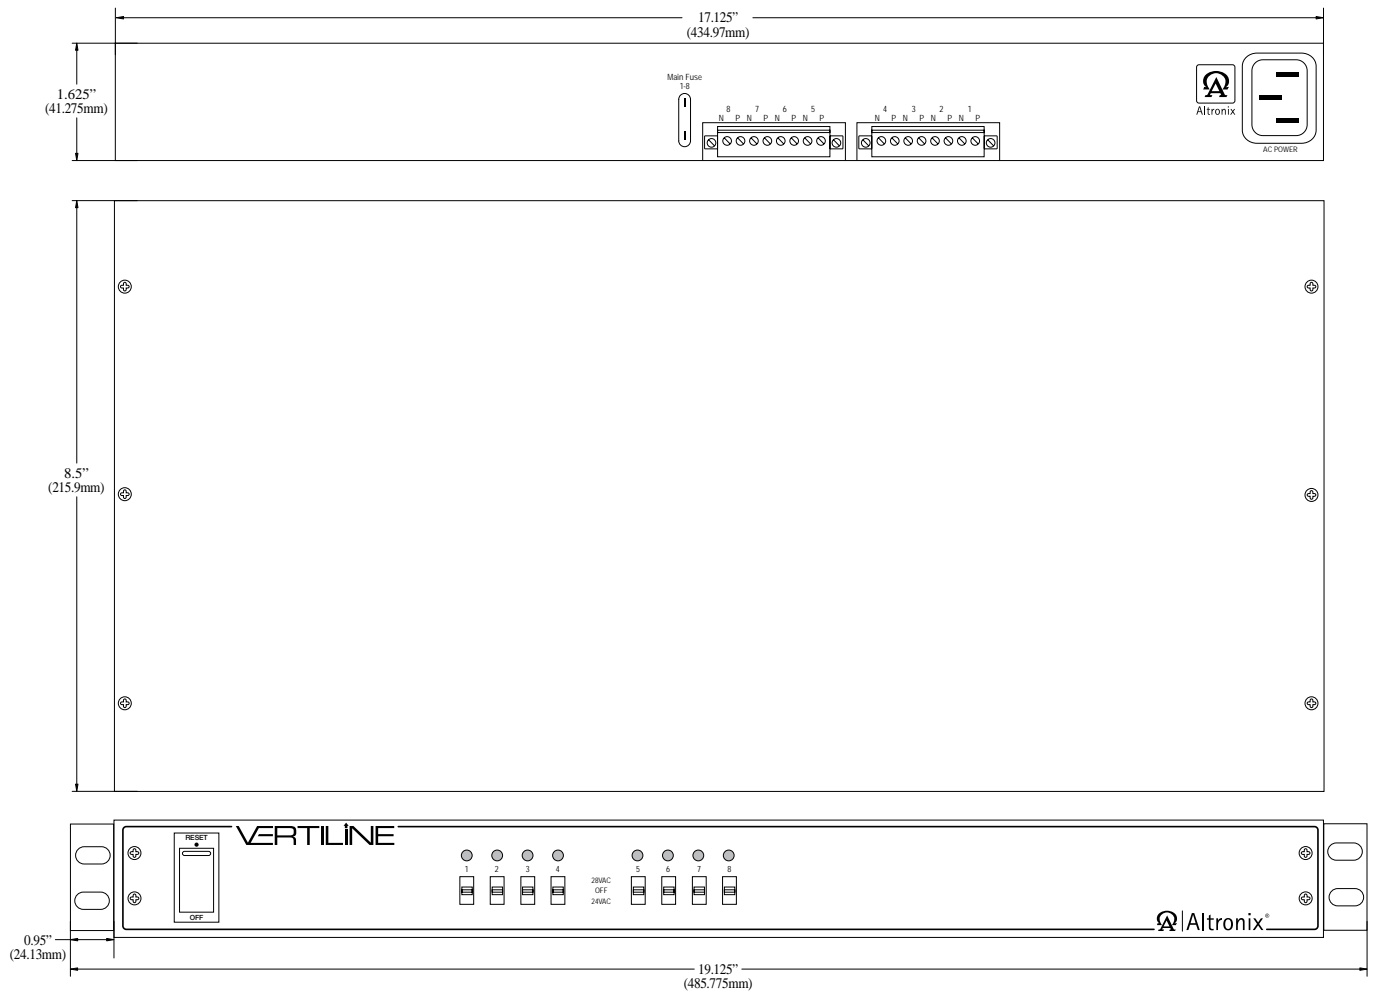 17.125”
(434.97mm)
1.625”
(41.275mm)
Main Fuse
1-8
8 7 6 5
N P N P N P N P
4 3 2 1
N P N P N P N P
Altronix
AC POWER
8.5”
(215.9mm)
RESET
OFF
VERTILINE
1 2 3 4
28VAC
OFF
24VAC
5 6 7 8
Altronix®
0.95”
(24.13mm)
19.125”
(485.775mm)